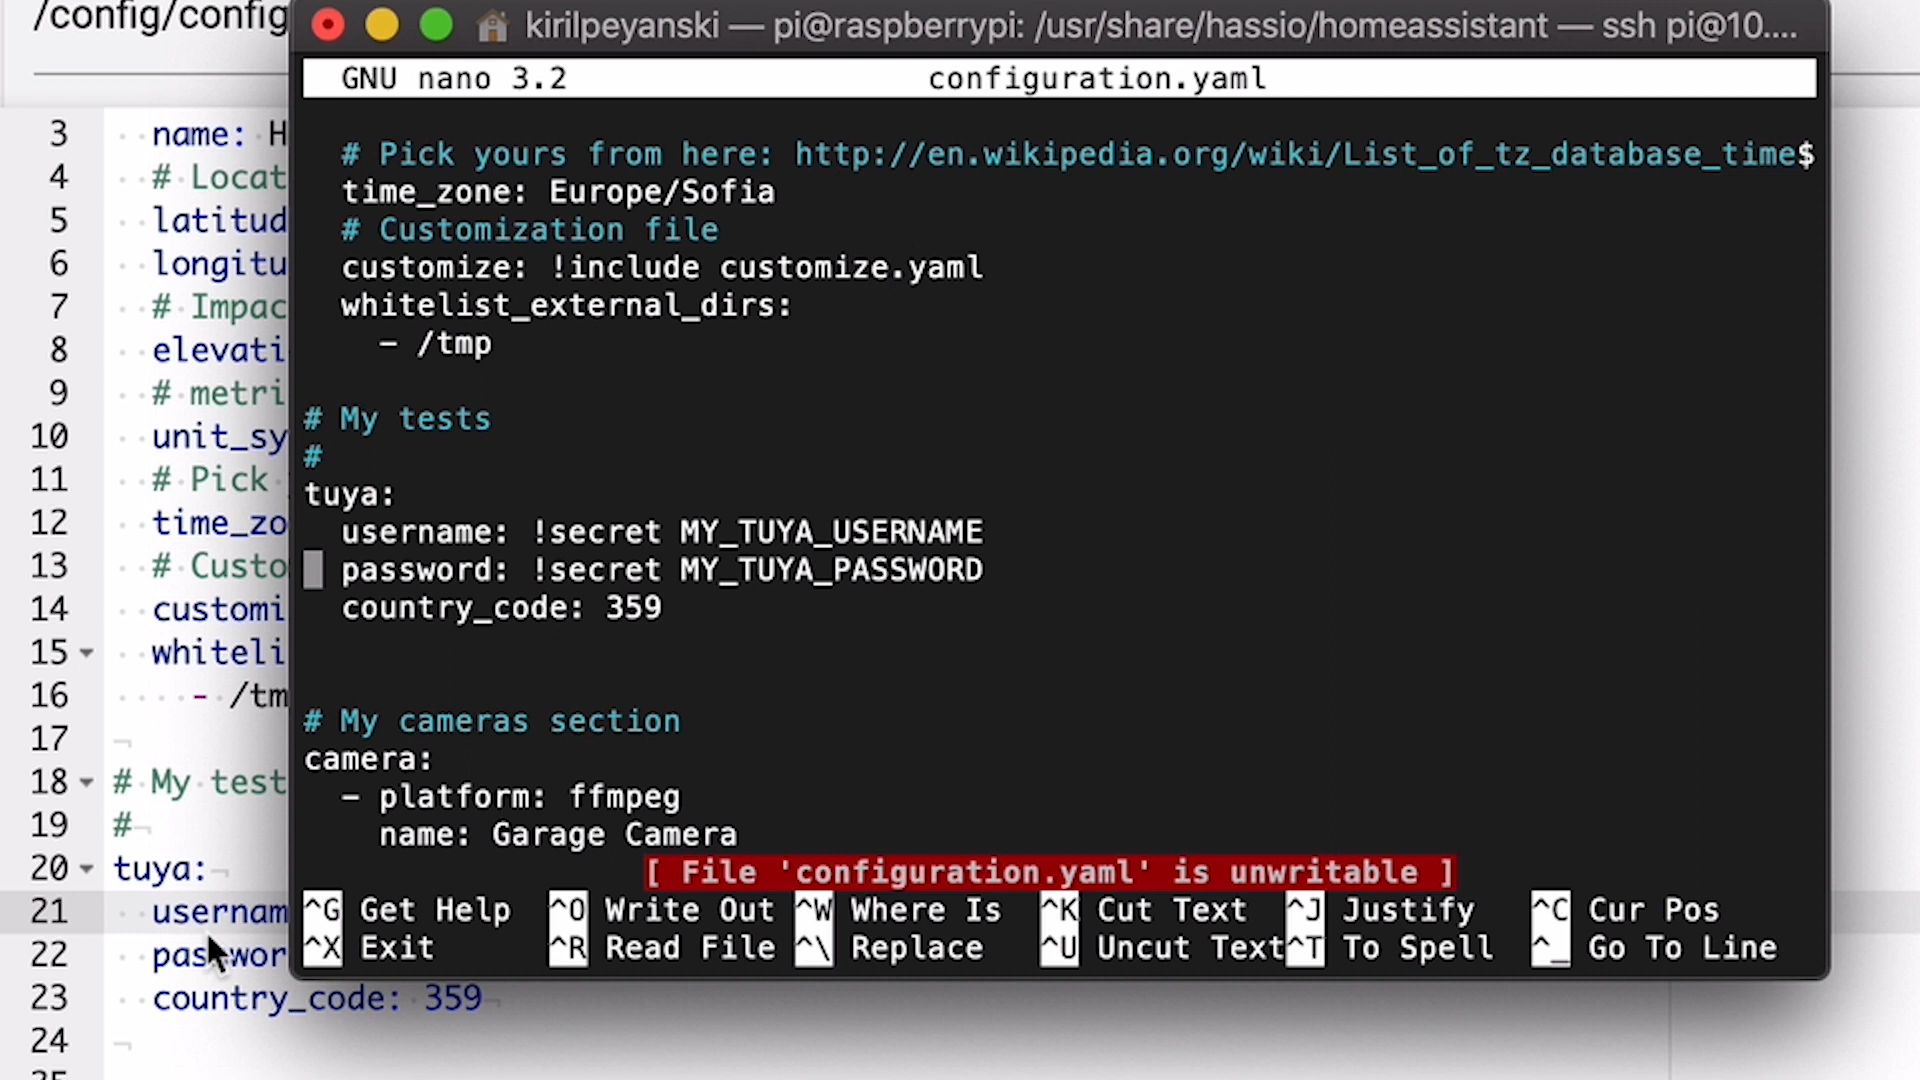 /config/config
kirilpeyanski — pi@raspberrypi: /usr/share/hassio/homeassistant — ssh pi@10....
GNU nano 3.2 configuration.yaml
# Pick yours from here: http://en.wikipedia.org/wiki/List_of_tz_database_time$
time_zone: Europe/Sofia
# Customization file
customize: !include customize.yaml
whitelist_external_dirs:
- /tmp
# My tests
#
tuya:
username: !secret MY_TUYA_USERNAME
password: !secret MY_TUYA_PASSWORD
country_code: 359
# My cameras section
camera:
- platform: ffmpeg
name: Garage Camera
[ File 'configuration.yaml' is unwritable ]
^G Get Help ^O Write Out ^W Where Is ^K Cut Text ^J Justify ^C Cur Pos
^X Exit ^R Read File ^\ Replace ^U Uncut Text ^T To Spell ^_ Go To Line
3 name: H
4 # Locat
5 latitud
6 longitu
7 # Impac
8 elevati
9 # metri
10 unit_sy
11 # Pick
12 time_zo
13 # Custo
14 customi
15 whiteli
16 - /tm
17
18 # My test
19 #
20 tuya:
21 usernam
22 passwor
23 country_code: 359
24